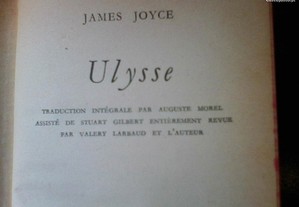 JAMES JOYCE
Ulysse
TRADUCTION INTÉGRALE PAR AUGUSTE MOREL
ASSISTÉ DE STUART GILBERT ENTIÈREMENT REVUE
PAR VALERY LARBAUD ET L'AUTEUR